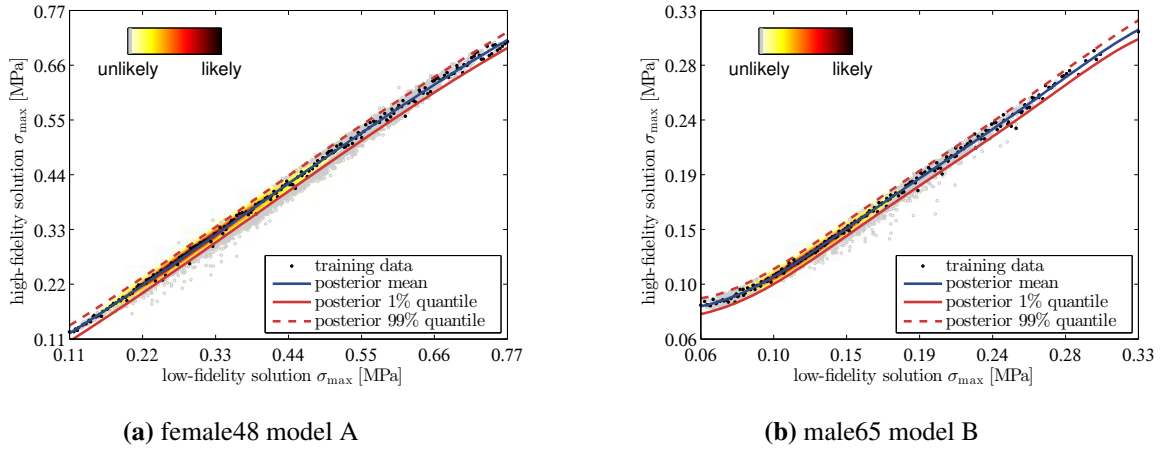 0.77
0.66
0.55
0.44
0.33
0.22
0.11
high-fidelity solution σmax [MPa]
unlikely likely
training data
posterior mean
posterior 1% quantile
posterior 99% quantile
0.11 0.22 0.33 0.44 0.55 0.66 0.77
low-fidelity solution σmax [MPa]
(a) female48 model A
0.33
0.28
0.24
0.19
0.15
0.10
0.06
high-fidelity solution σmax [MPa]
unlikely likely
training data
posterior mean
posterior 1% quantile
posterior 99% quantile
0.06 0.10 0.15 0.19 0.24 0.28 0.33
low-fidelity solution σmax [MPa]
(b) male65 model B